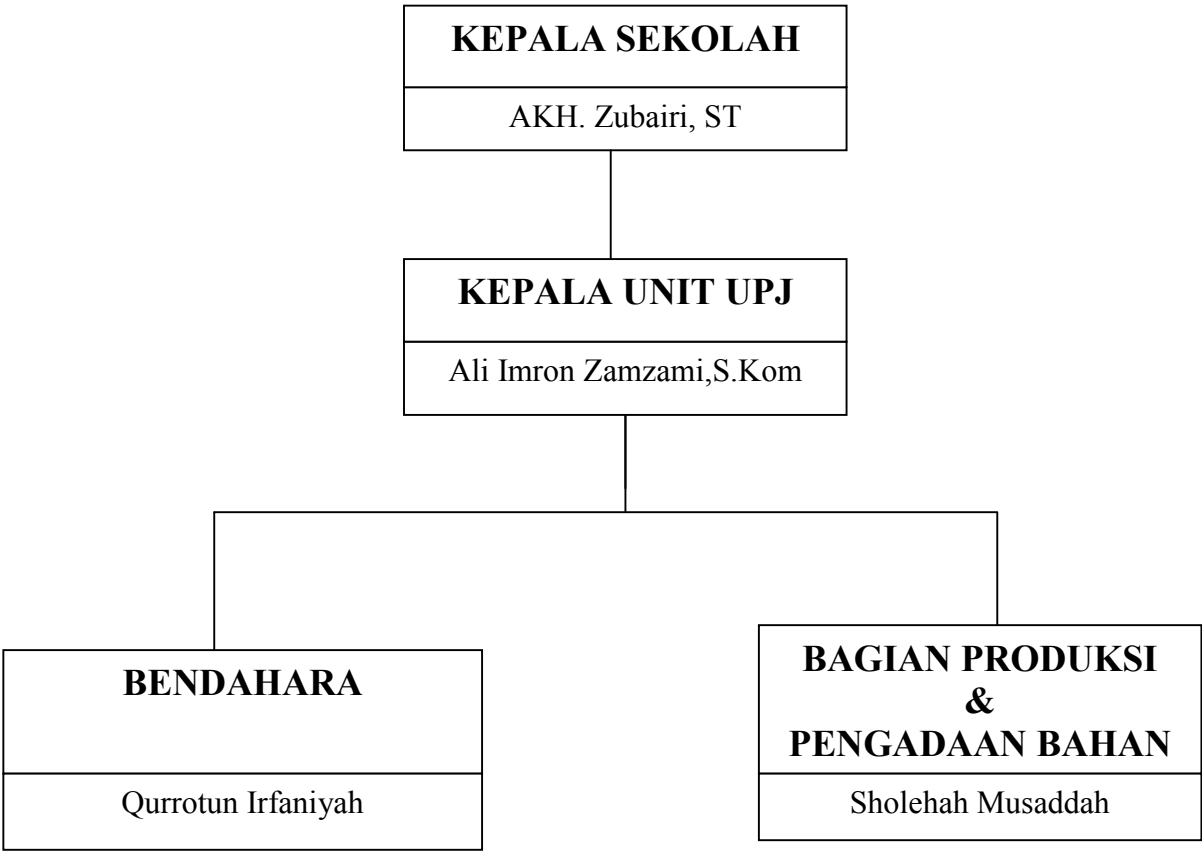 KEPALA SEKOLAH
AKH. Zubairi, ST
KEPALA UNIT UPJ
Ali Imron Zamzami,S.Kom
BENDAHARA
Qurrotun Irfaniyah
BAGIAN PRODUKSI
&
PENGADAAN BAHAN
Sholehah Musaddah